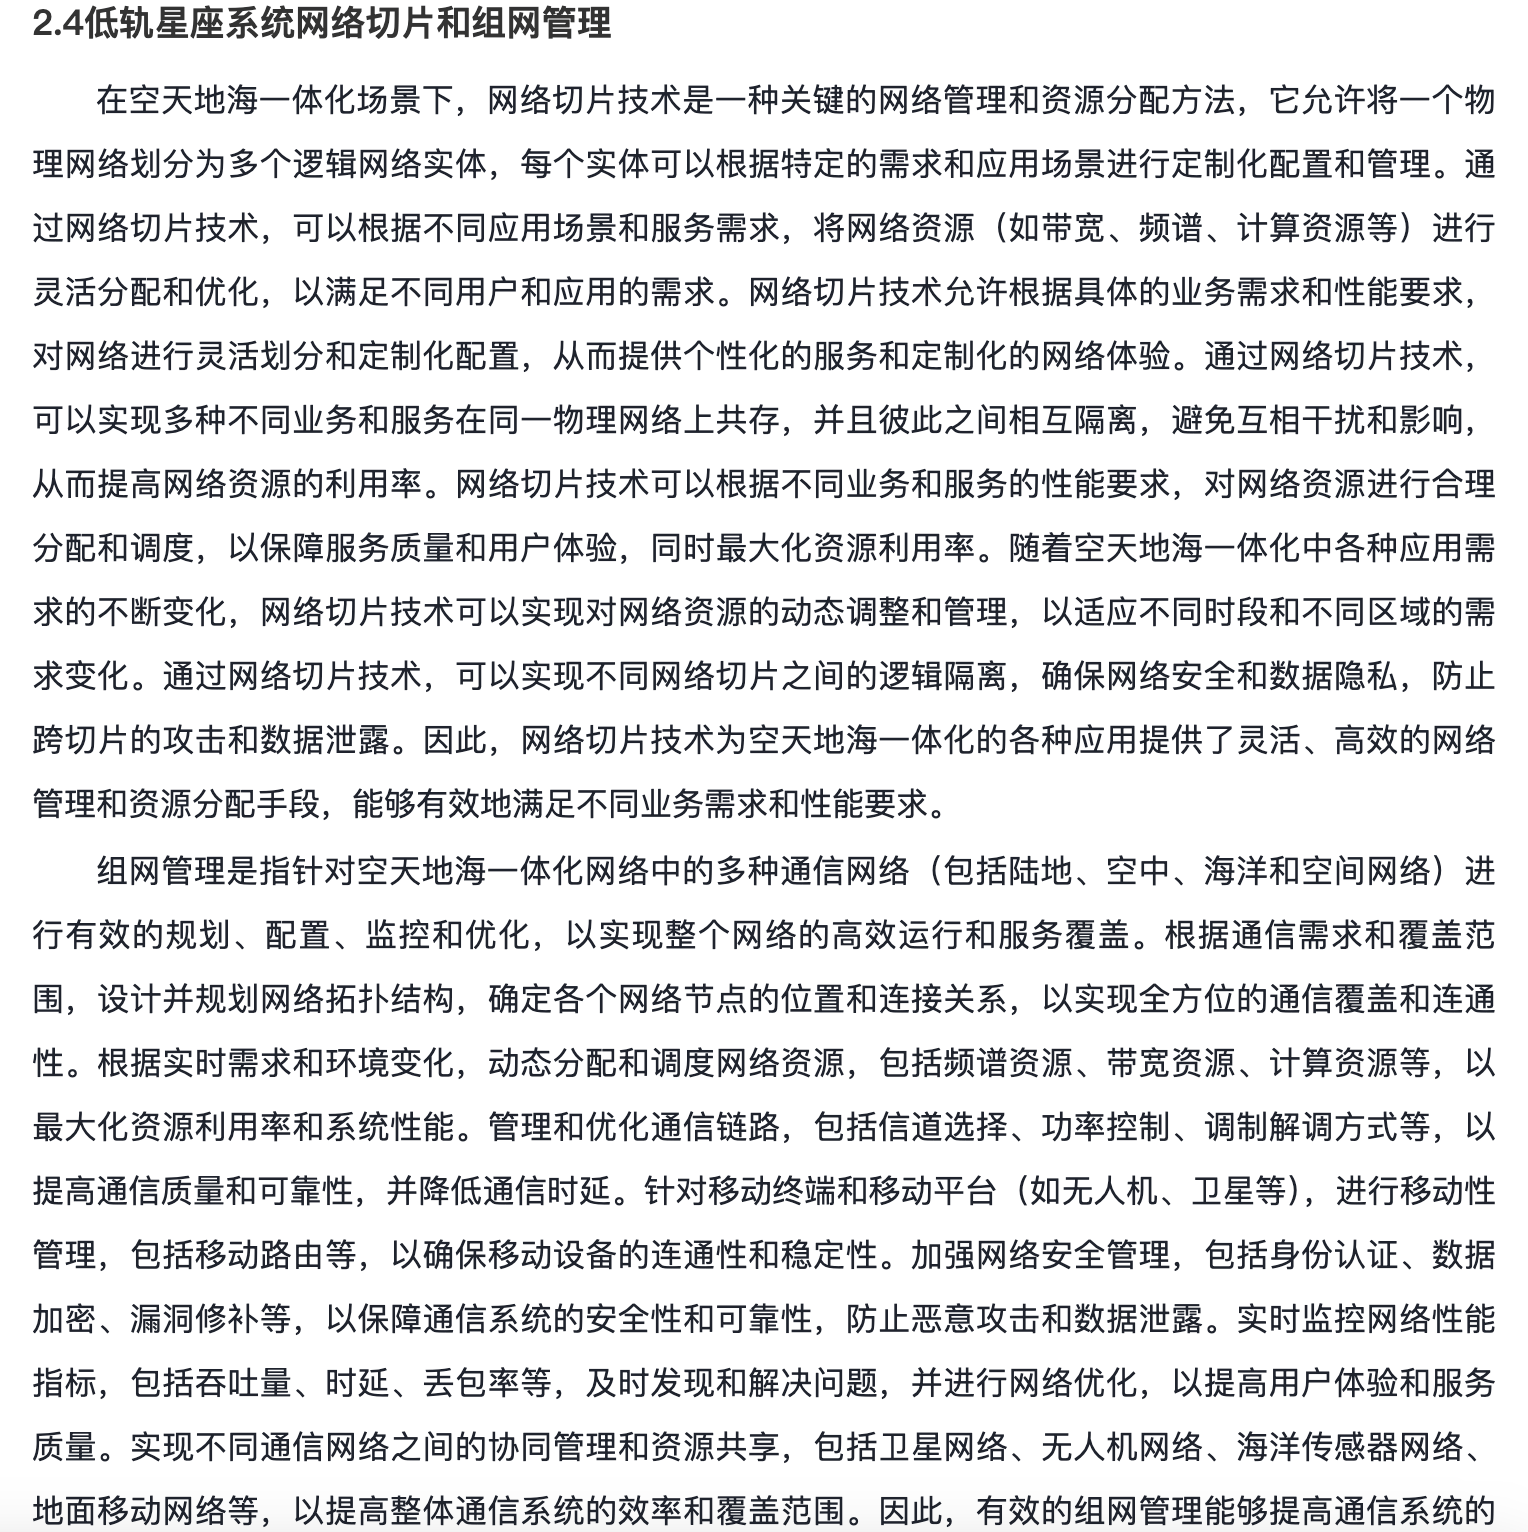 2.4低轨星座系统网络切片和组网管理
在空天地海一体化场景下，网络切片技术是一种关键的网络管理和资源分配方法，它允许将一个物
理网络划分为多个逻辑网络实体，每个实体可以根据特定的需求和应用场景进行定制化配置和管理。通
过网络切片技术，可以根据不同应用场景和服务需求，将网络资源（如带宽、频谱、计算资源等）进行
灵活分配和优化，以满足不同用户和应用的需求。网络切片技术允许根据具体的业务需求和性能要求，
对网络进行灵活划分和定制化配置，从而提供个性化的服务和定制化的网络体验。通过网络切片技术，
可以实现多种不同业务和服务在同一物理网络上共存，并且彼此之间相互隔离，避免互相干扰和影响，
从而提高网络资源的利用率。网络切片技术可以根据不同业务和服务的性能要求，对网络资源进行合理
分配和调度，以保障服务质量和用户体验，同时最大化资源利用率。随着空天地海一体化中各种应用需
求的不断变化，网络切片技术可以实现对网络资源的动态调整和管理，以适应不同时段和不同区域的需
求变化。通过网络切片技术，可以实现不同网络切片之间的逻辑隔离，确保网络安全和数据隐私，防止
跨切片的攻击和数据泄露。因此，网络切片技术为空天地海一体化的各种应用提供了灵活、高效的网络
管理和资源分配手段，能够有效地满足不同业务需求和性能要求。
组网管理是指针对空天地海一体化网络中的多种通信网络（包括陆地、空中、海洋和空间网络）进
行有效的规划、配置、监控和优化，以实现整个网络的高效运行和服务覆盖。根据通信需求和覆盖范
围，设计并规划网络拓扑结构，确定各个网络节点的位置和连接关系，以实现全方位的通信覆盖和连通
性。根据实时需求和环境变化，动态分配和调度网络资源，包括频谱资源、带宽资源、计算资源等，以
最大化资源利用率和系统性能。管理和优化通信链路，包括信道选择、功率控制、调制解调方式等，以
提高通信质量和可靠性，并降低通信时延。针对移动终端和移动平台（如无人机、卫星等），进行移动性
管理，包括移动路由等，以确保移动设备的连通性和稳定性。加强网络安全管理，包括身份认证、数据
加密、漏洞修补等，以保障通信系统的安全性和可靠性，防止恶意攻击和数据泄露。实时监控网络性能
指标，包括吞吐量、时延、丢包率等，及时发现和解决问题，并进行网络优化，以提高用户体验和服务
质量。实现不同通信网络之间的协同管理和资源共享，包括卫星网络、无人机网络、海洋传感器网络、
地面移动网络等，以提高整体通信系统的效率和覆盖范围。因此，有效的组网管理能够提高通信系统的